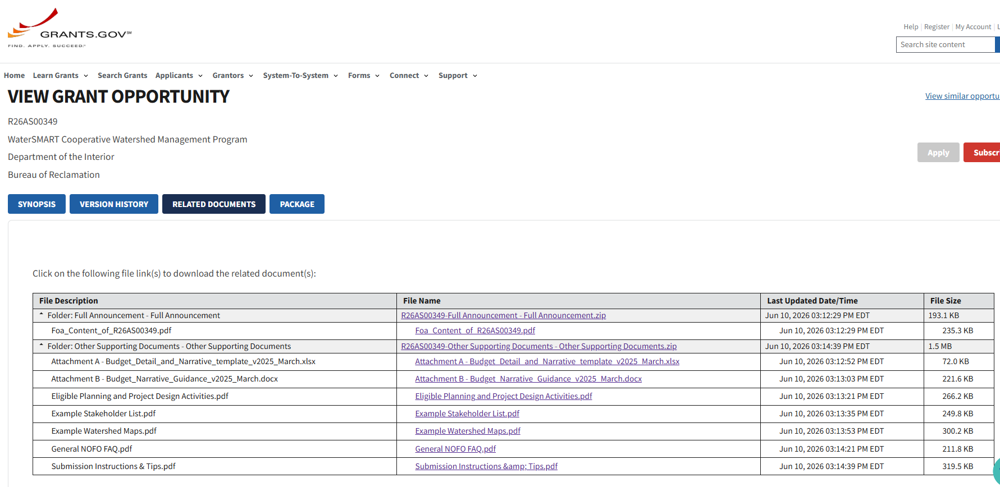 GRANTS.GOV℠
FIND. APPLY. SUCCEED.℠
Help | Register | My Account |
Search site content
Home Learn Grants Search Grants Applicants Grantors System-To-System Forms Connect Support
VIEW GRANT OPPORTUNITY
View similar opportu
R26AS00349
WaterSMART Cooperative Watershed Management Program
Department of the Interior
Apply Subscr
Bureau of Reclamation
SYNOPSIS VERSION HISTORY RELATED DOCUMENTS PACKAGE
Click on the following file link(s) to download the related document(s):
File Description File Name Last Updated Date/Time File Size
Folder: Full Announcement - Full Announcement R26AS00349-Full Announcement - Full Announcement.zip Jun 10, 2026 03:12:29 PM EDT 193.1 KB
Foa_Content_of_R26AS00349.pdf Foa_Content_of_R26AS00349.pdf Jun 10, 2026 03:12:29 PM EDT 235.3 KB
Folder: Other Supporting Documents - Other Supporting Documents R26AS00349-Other Supporting Documents - Other Supporting Documents.zip Jun 10, 2026 03:14:39 PM EDT 1.5 MB
Attachment A - Budget_Detail_and_Narrative_template_v2025_March.xlsx Attachment A - Budget_Detail_and_Narrative_template_v2025_March.xlsx Jun 10, 2026 03:12:52 PM EDT 72.0 KB
Attachment B - Budget_Narrative_Guidance_v2025_March.docx Attachment B - Budget_Narrative_Guidance_v2025_March.docx Jun 10, 2026 03:13:03 PM EDT 221.6 KB
Eligible Planning and Project Design Activities.pdf Eligible Planning and Project Design Activities.pdf Jun 10, 2026 03:13:21 PM EDT 266.2 KB
Example Stakeholder List.pdf Example Stakeholder List.pdf Jun 10, 2026 03:13:35 PM EDT 249.8 KB
Example Watershed Maps.pdf Example Watershed Maps.pdf Jun 10, 2026 03:13:53 PM EDT 300.2 KB
General NOFO FAQ.pdf General NOFO FAQ.pdf Jun 10, 2026 03:14:21 PM EDT 211.8 KB
Submission Instructions & Tips.pdf Submission Instructions &amp; Tips.pdf Jun 10, 2026 03:14:39 PM EDT 319.5 KB